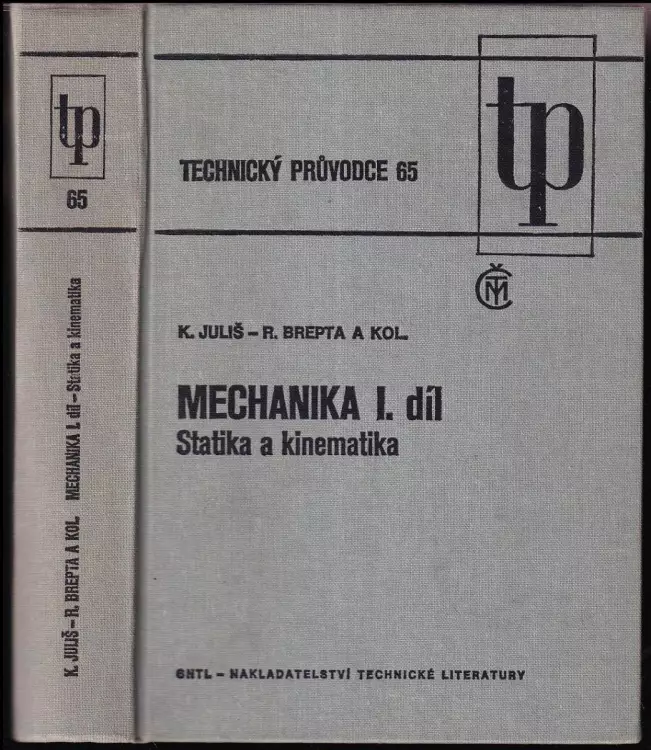 tp
65
K. JULIŠ – R. BREPTA A KOL. MECHANIKA I. díl – Statika a kinematika
tp
TECHNICKÝ PRŮVODCE 65
ČMT
K. JULIŠ – R. BREPTA A KOL.
MECHANIKA I. díl
Statika a kinematika
SNTL – NAKLADATELSTVÍ TECHNICKÉ LITERATURY